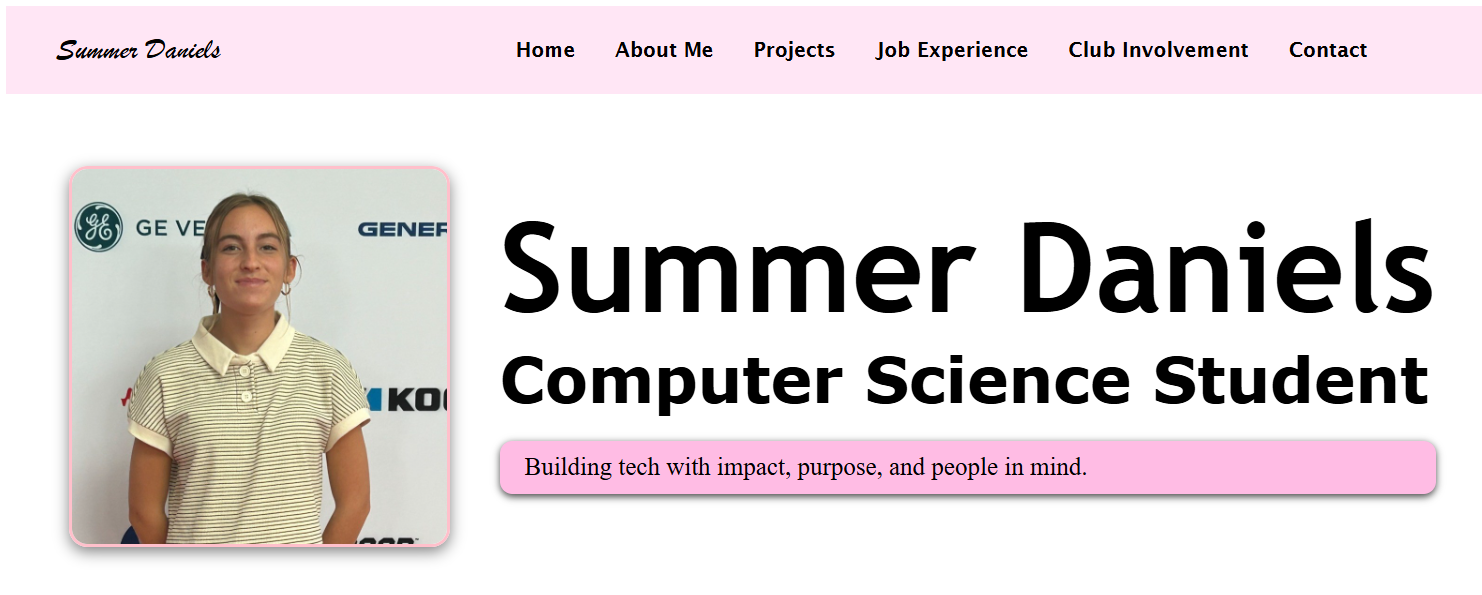 Summer Daniels
Home About Me Projects Job Experience Club Involvement Contact
GE VE
GENER
Summer Daniels
Computer Science Student
KO
Building tech with impact, purpose, and people in mind.